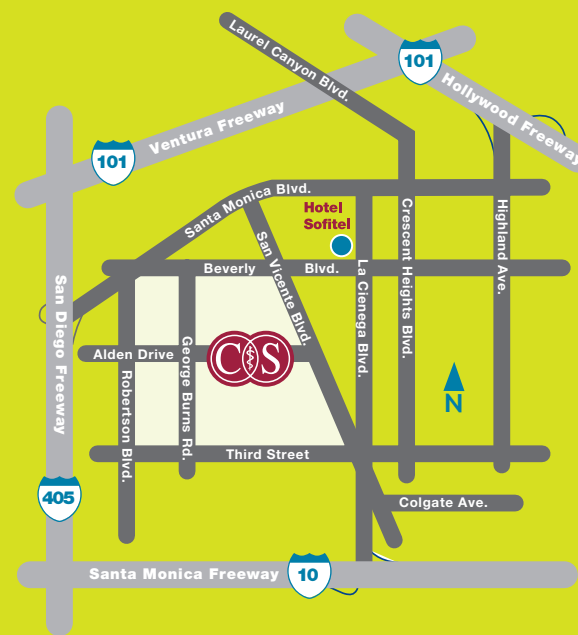 Laurel Canyon Blvd.
101
Hollywood Freeway
Ventura Freeway
101
Santa Monica Blvd.
Hotel
Sofitel
San Vicente Blvd.
Crescent Heights Blvd.
Highland Ave.
Beverly Blvd.
La Cienega Blvd.
San Diego Freeway
Alden Drive
George Burns Rd.
CS
Robertson Blvd.
N
Third Street
405
Colgate Ave.
Santa Monica Freeway
10